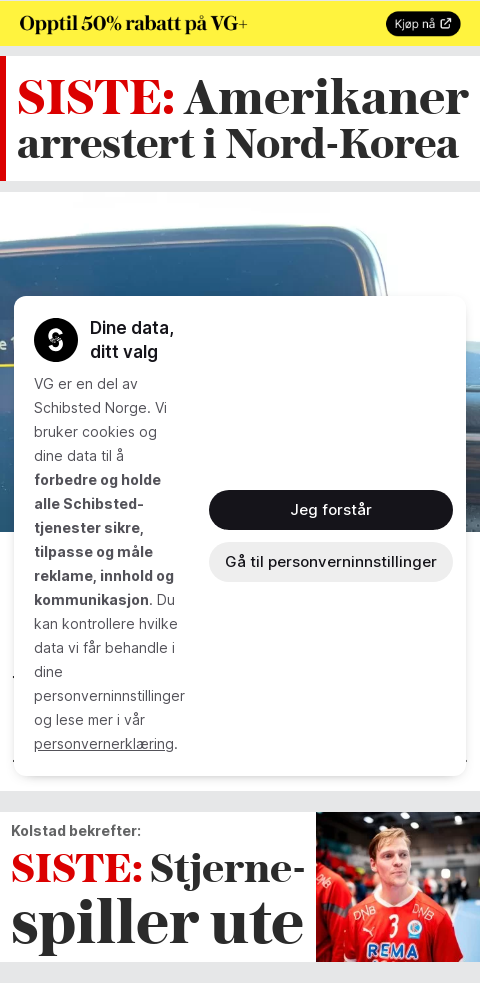 Opptil 50% rabatt på VG+
Kjøp nå
SISTE: Amerikaner
arrestert i Nord-Korea
Dine data,
ditt valg
VG er en del av
Schibsted Norge. Vi
bruker cookies og
dine data til å
forbedre og holde
alle Schibsted-
tjenester sikre,
tilpasse og måle
reklame, innhold og
kommunikasjon. Du
kan kontrollere hvilke
data vi får behandle i
dine
personverninnstillinger
og lese mer i vår
personvernerklæring.
Jeg forstår
Gå til personverninnstillinger
Kolstad bekrefter:
SISTE: Stjerne-
spiller ute
DNB
DNB
3
REMA